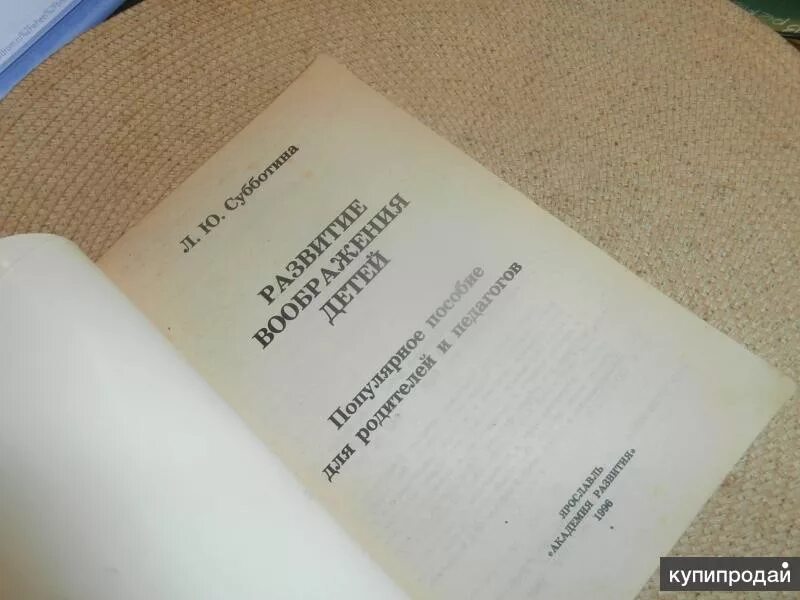 Л. Ю. Субботина
РАЗВИТИЕ
ВООБРАЖЕНИЯ
ДЕТЕЙ
Популярное пособие
для родителей и педагогов
ЯРОСЛАВЛЬ
«АКАДЕМИЯ РАЗВИТИЯ»
1996
купипродай